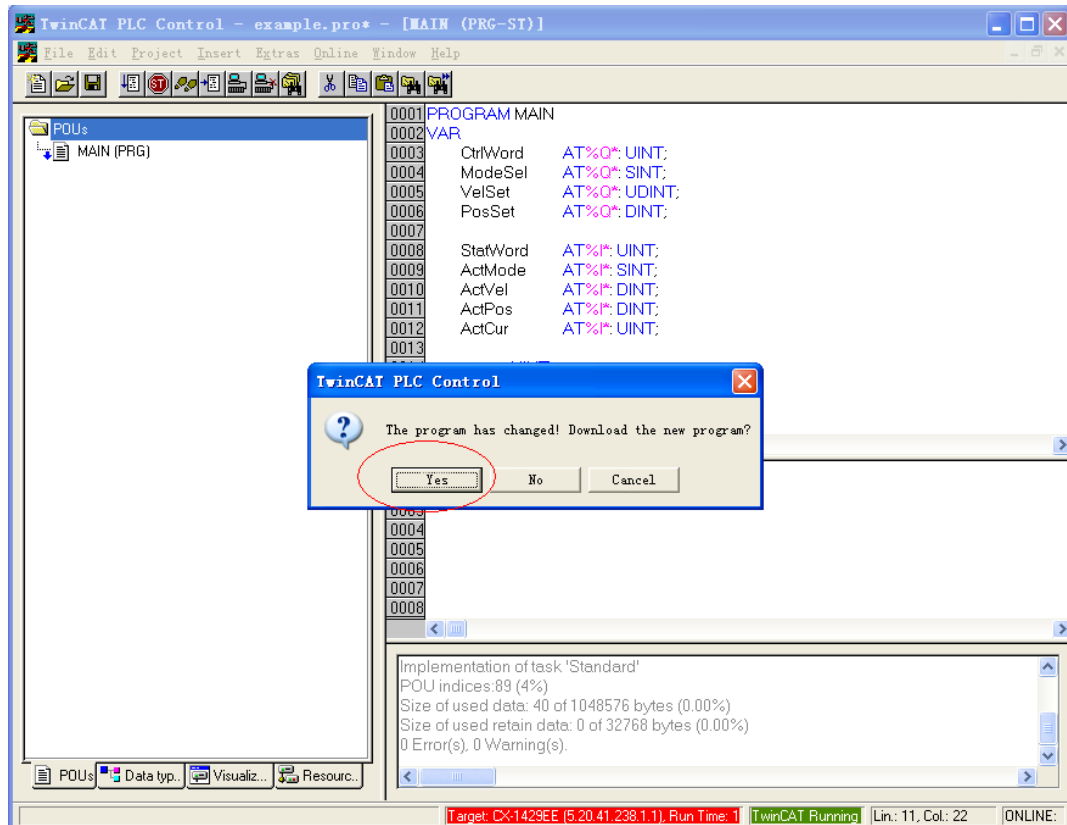 TwinCAT PLC Control - example.pro* - [MAIN (PRG-ST)]
File Edit Project Insert Extras Online Window Help
POUs
MAIN (PRG)
0001 PROGRAM MAIN
0002 VAR
0003 CtrlWord AT%Q*: UINT;
0004 ModeSel AT%Q*: SINT;
0005 VelSet AT%Q*: UDINT;
0006 PosSet AT%Q*: DINT;
0007
0008 StatWord AT%I*: UINT;
0009 ActMode AT%I*: SINT;
0010 ActVel AT%I*: DINT;
0011 ActPos AT%I*: DINT;
0012 ActCur AT%I*: UINT;
0013
TwinCAT PLC Control
The program has changed! Download the new program?
Yes No Cancel
0003
0004
0005
0006
0007
0008
Implementation of task 'Standard'
POU indices:89 (4%)
Size of used data: 40 of 1048576 bytes (0.00%)
Size of used retain data: 0 of 32768 bytes (0.00%)
0 Error(s), 0 Warning(s).
POUs Data typ.. Visualiz... Resourc..
Target: CX-1429EE (5.20.41.238.1.1), Run Time: 1 TwinCAT Running Lin.: 11, Col.: 22 ONLINE: